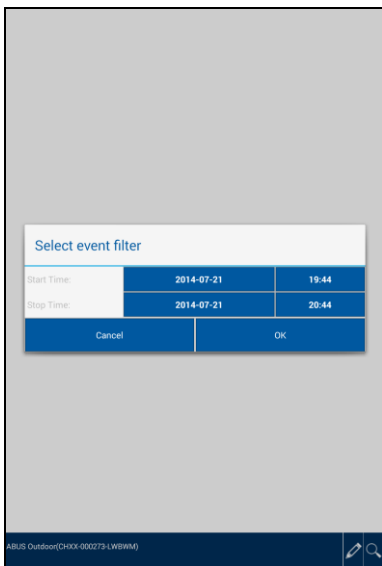 Select event filter
Start Time: 2014-07-21 19:44
Stop Time: 2014-07-21 20:44
Cancel OK
ABUS Outdoor(CHXX-000273-LWBWM)